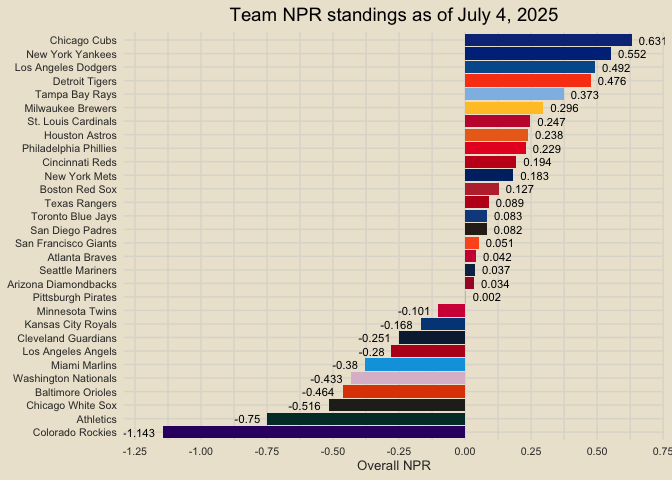 Team NPR standings as of July 4, 2025
Chicago Cubs 0.631
New York Yankees 0.552
Los Angeles Dodgers 0.492
Detroit Tigers 0.476
Tampa Bay Rays 0.373
Milwaukee Brewers 0.296
St. Louis Cardinals 0.247
Houston Astros 0.238
Philadelphia Phillies 0.229
Cincinnati Reds 0.194
New York Mets 0.183
Boston Red Sox 0.127
Texas Rangers 0.089
Toronto Blue Jays 0.083
San Diego Padres 0.082
San Francisco Giants 0.051
Atlanta Braves 0.042
Seattle Mariners 0.037
Arizona Diamondbacks 0.034
Pittsburgh Pirates 0.002
Minnesota Twins -0.101
Kansas City Royals -0.168
Cleveland Guardians -0.251
Los Angeles Angels -0.28
Miami Marlins -0.38
Washington Nationals -0.433
Baltimore Orioles -0.464
Chicago White Sox -0.516
Athletics -0.75
Colorado Rockies -1.143
-1.25 -1.00 -0.75 -0.50 -0.25 0.00 0.25 0.50 0.75
Overall NPR